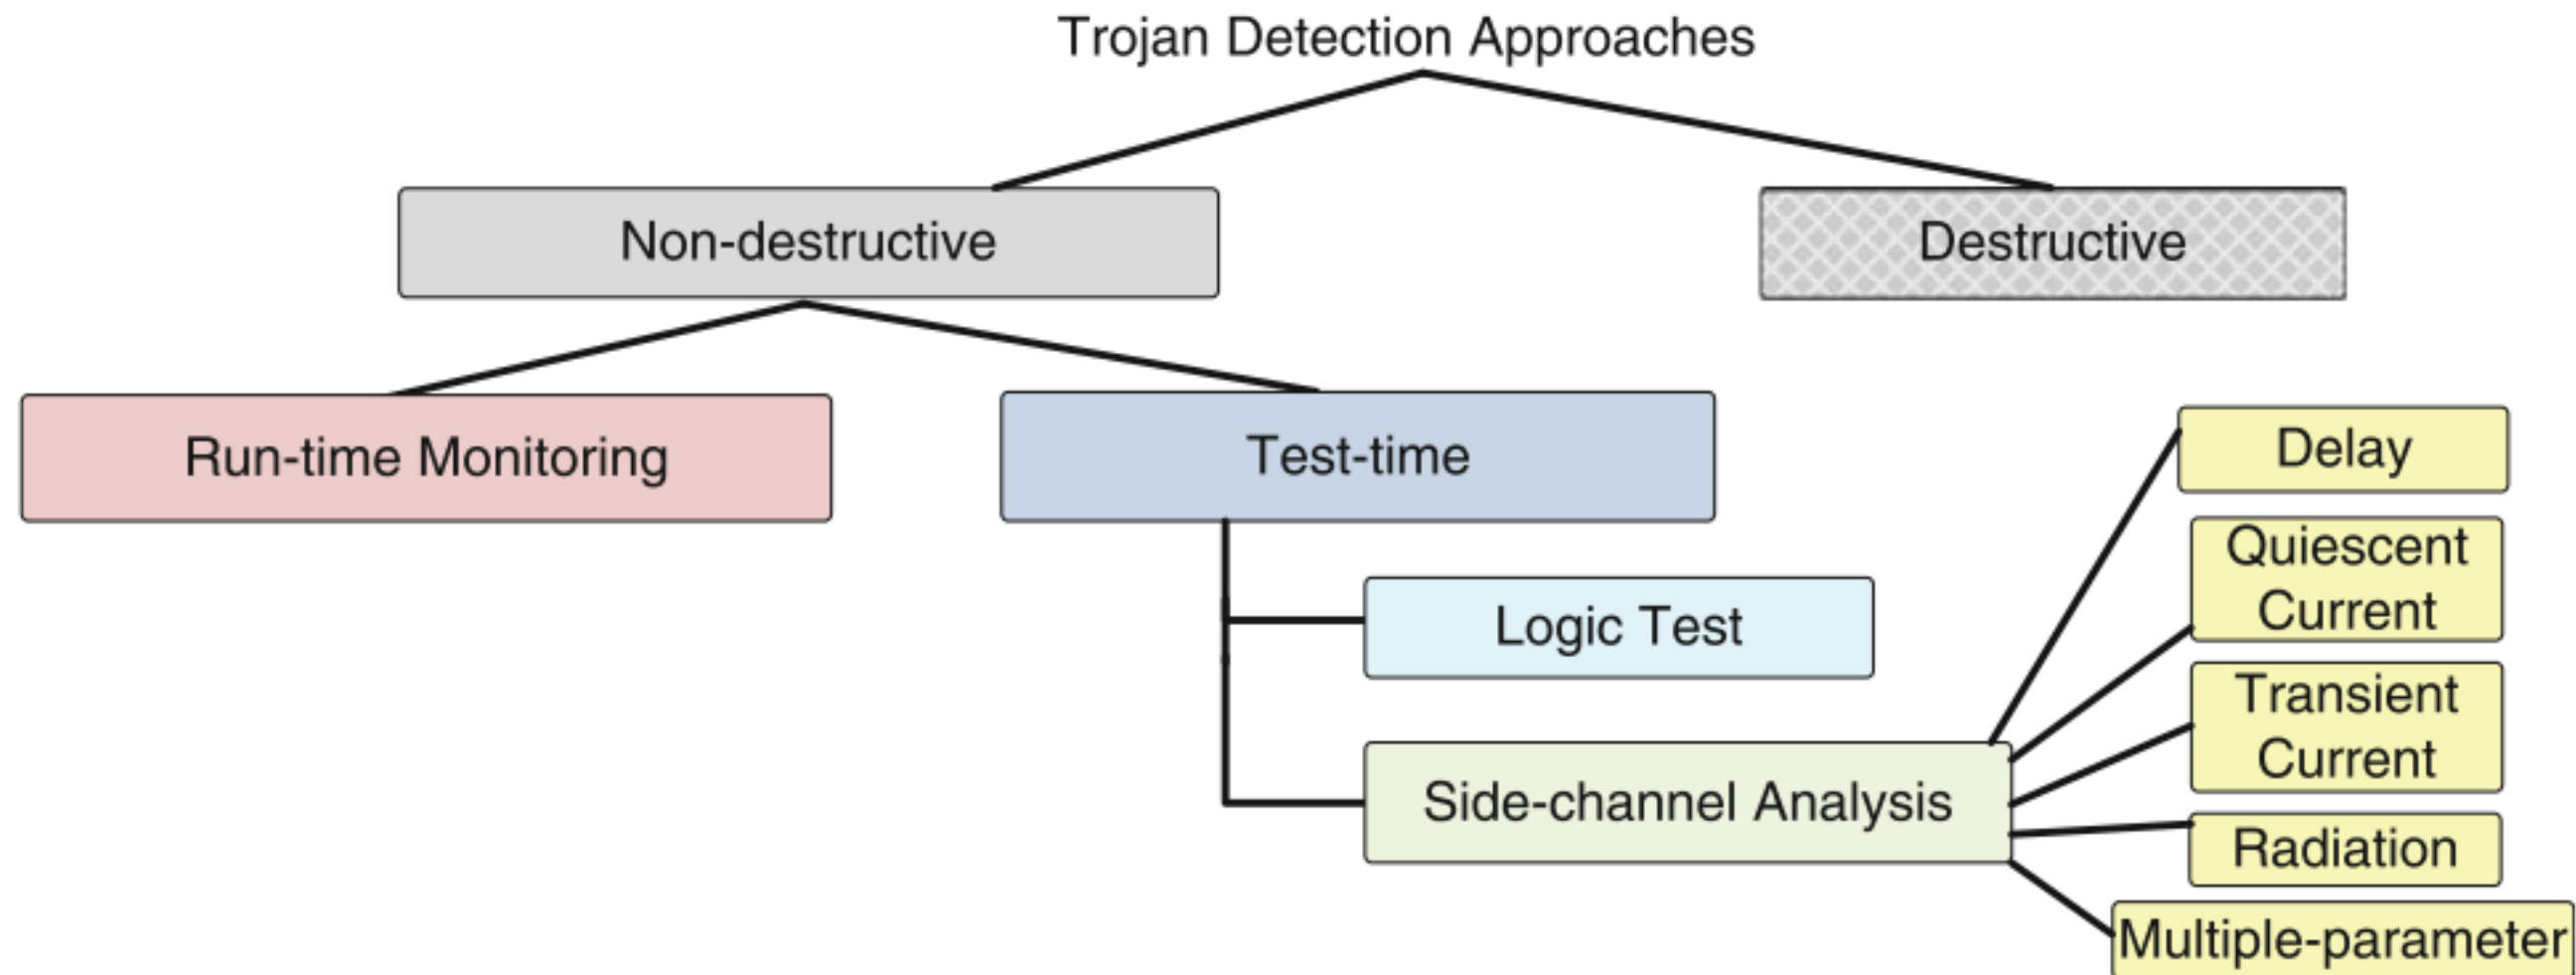 Trojan Detection Approaches
Non-destructive
Destructive
Run-time Monitoring
Test-time
Delay
Quiescent
Current
Logic Test
Transient
Current
Side-channel Analysis
Radiation
Multiple-parameter